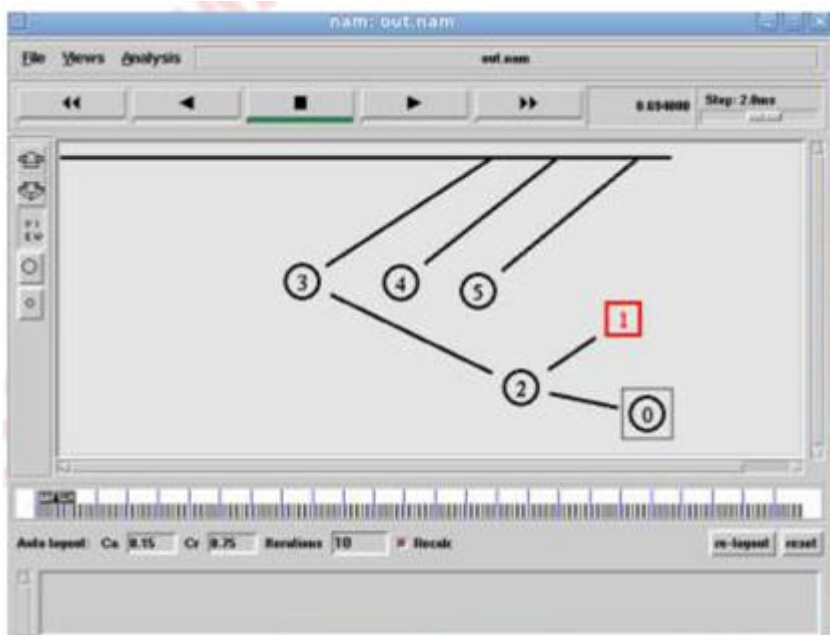 nam: out.nam
File Views Analysis out.nam
Step: 2.0ms
3 4 5
1
2
0
Auto layout: Ca 0.15 Cr 0.75 Iterations 10 Recalc re-layout reset